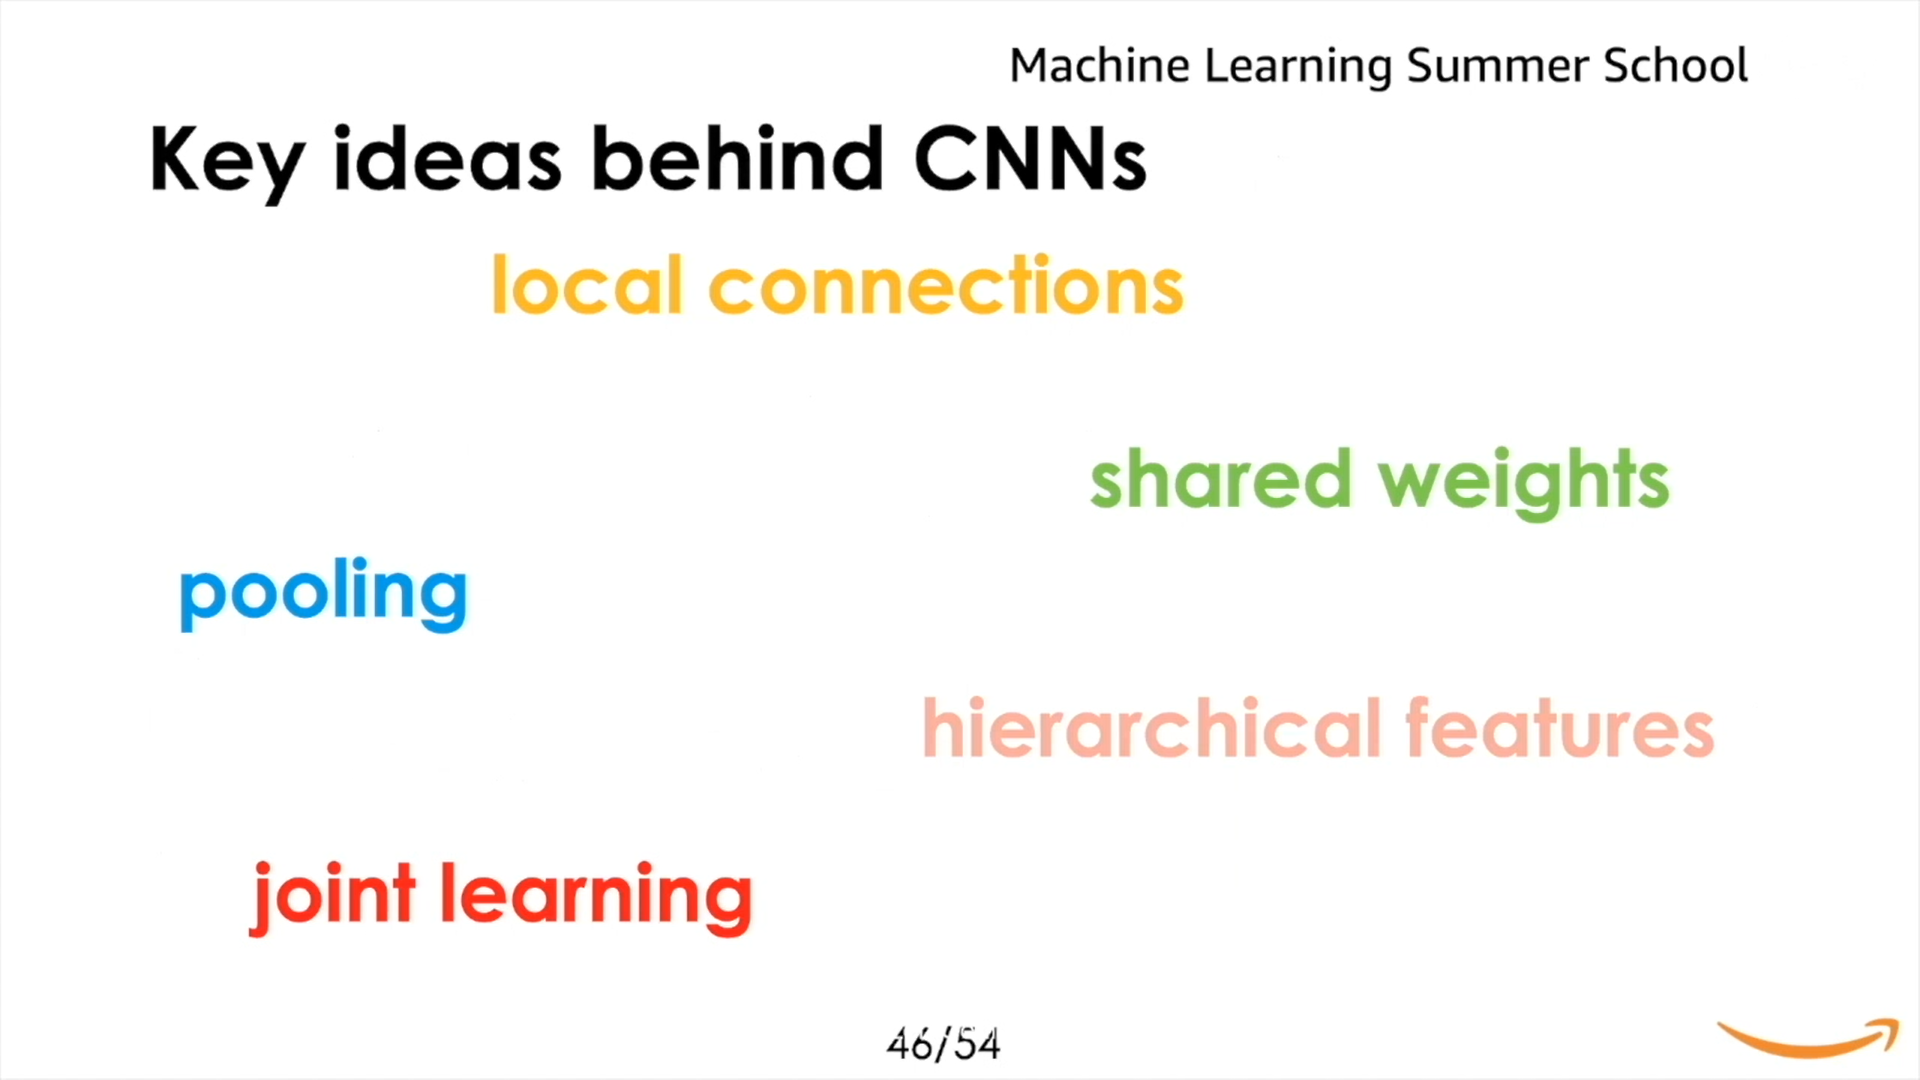 Machine Learning Summer School
Key ideas behind CNNs
local connections
shared weights
pooling
hierarchical features
joint learning
46/54